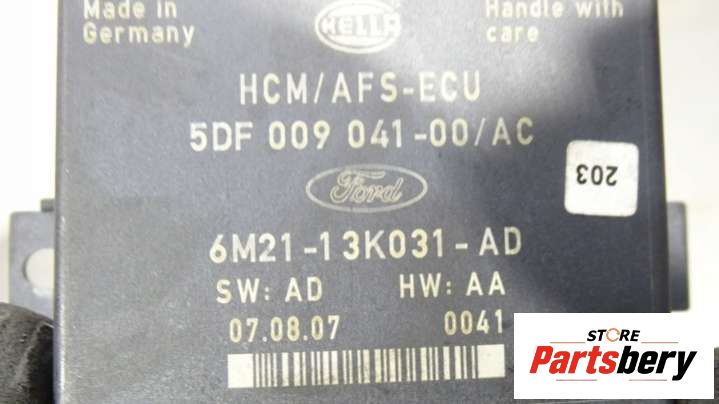 Made in
Germany
HELLA
Handle with
care
HCM/AFS-ECU
5DF 009 041-00/AC
203
Ford
6M21-13K031-AD
SW: AD HW: AA
07.08.07 0041
STORE
Partsbery